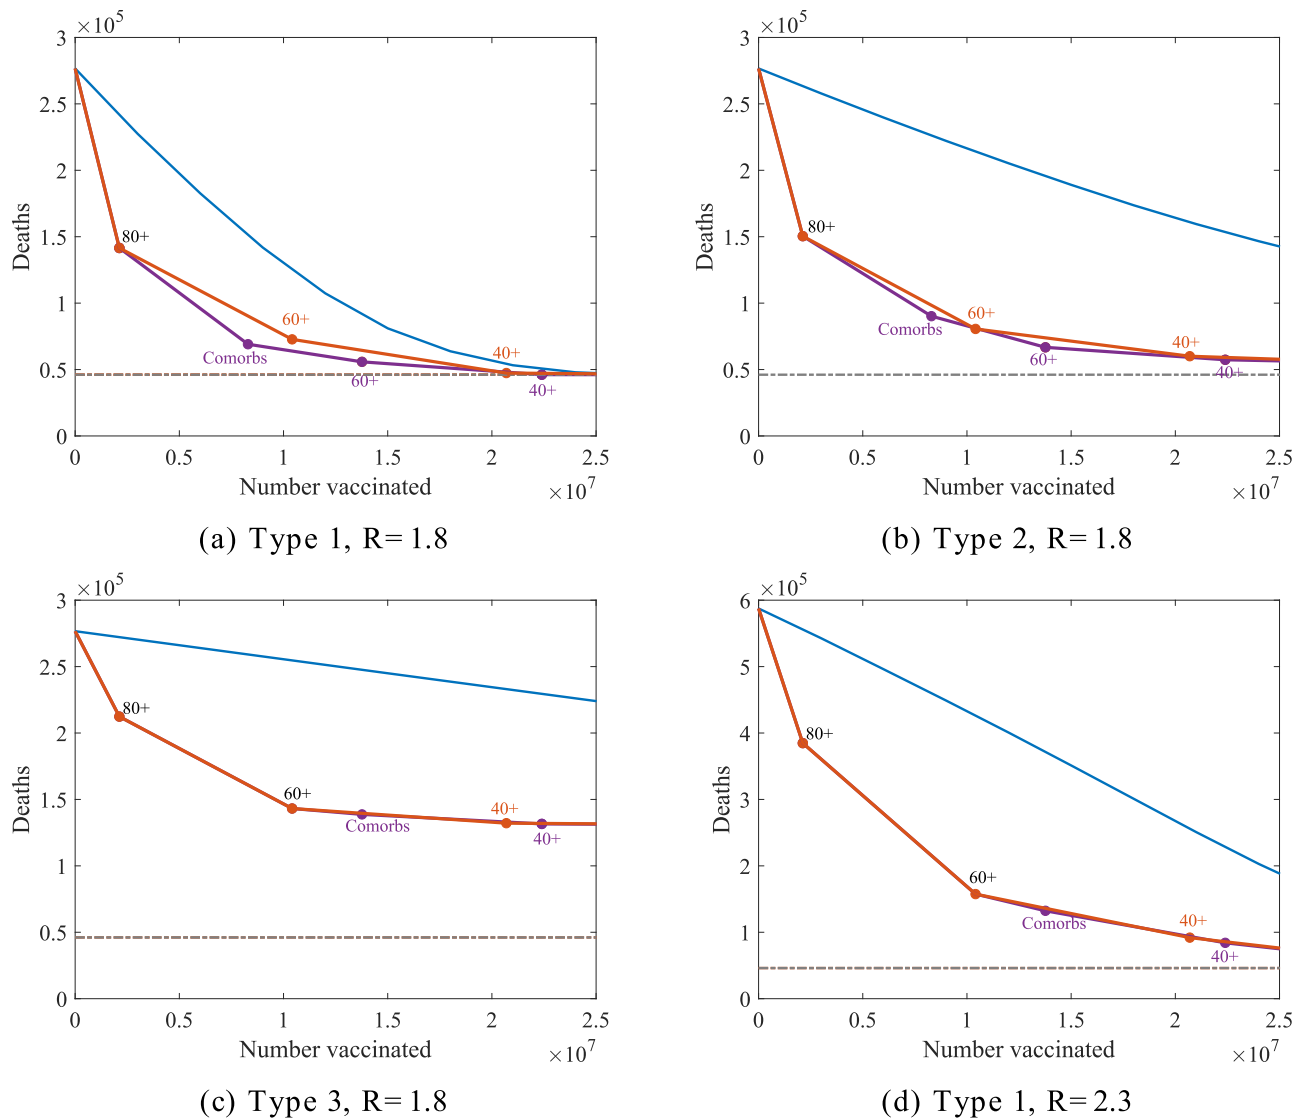 ×10^5
3
2.5
2
1.5
1
0.5
0
Deaths
80+
60+
Comorbs
60+
40+
40+
0 0.5 1 1.5 2 2.5
Number vaccinated ×10^7
(a) Type 1, R=1.8
×10^5
3
2.5
2
1.5
1
0.5
0
Deaths
80+
60+
Comorbs
60+
40+
40+
0 0.5 1 1.5 2 2.5
Number vaccinated ×10^7
(b) Type 2, R=1.8
×10^5
3
2.5
2
1.5
1
0.5
0
Deaths
80+
60+
Comorbs
40+
40+
0 0.5 1 1.5 2 2.5
Number vaccinated ×10^7
(c) Type 3, R=1.8
×10^5
6
5
4
3
2
1
0
Deaths
80+
60+
Comorbs
40+
40+
0 0.5 1 1.5 2 2.5
Number vaccinated ×10^7
(d) Type 1, R=2.3